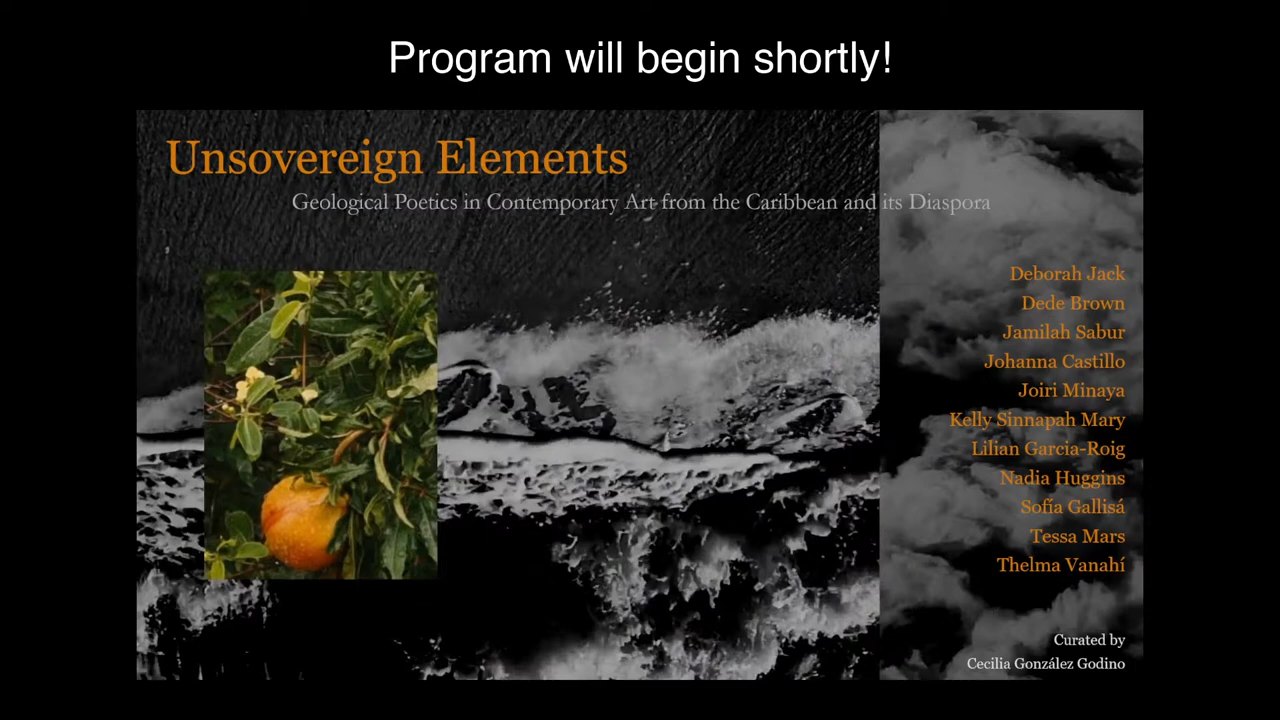 Program will begin shortly!
Unsovereign Elements
Geological Poetics in Contemporary Art from the Caribbean and its Diaspora
Deborah Jack
Dede Brown
Jamilah Sabur
Johanna Castillo
Joiri Minaya
Kelly Sinnapah Mary
Lilian Garcia-Roig
Nadia Huggins
Sofía Gallisá
Tessa Mars
Thelma Vanahí
Curated by
Cecilia González Godino